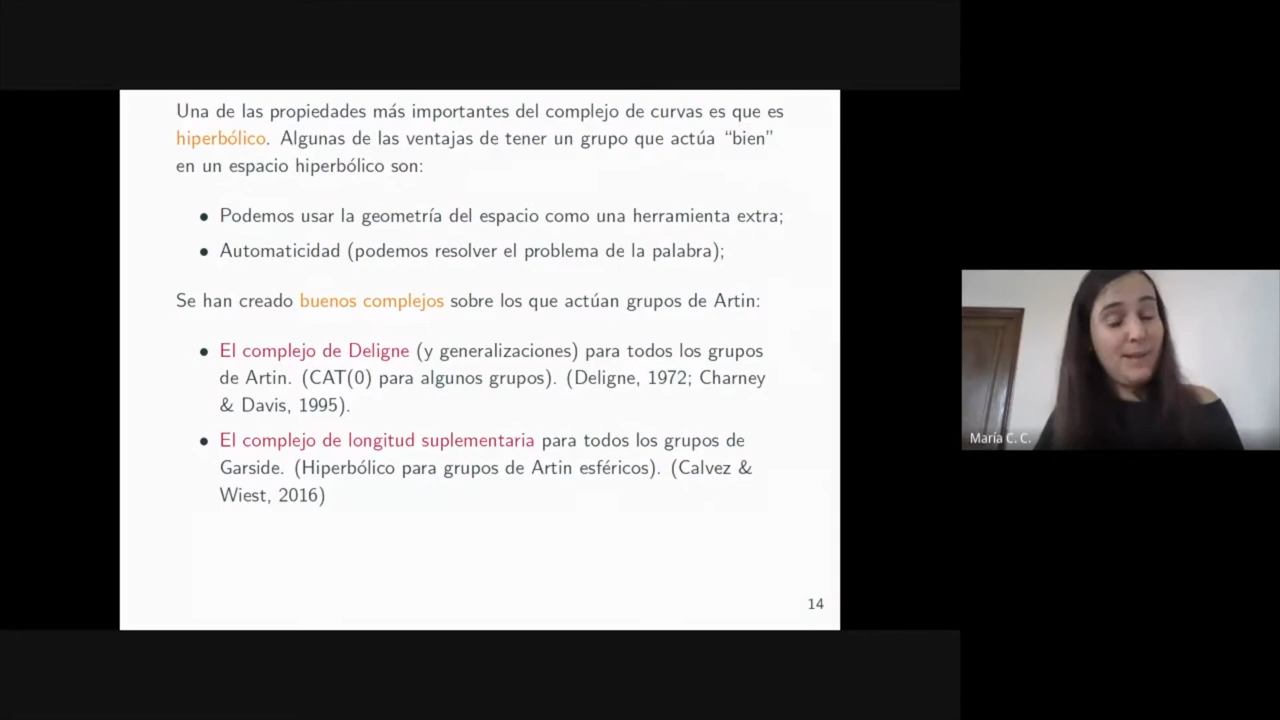 Una de las propiedades más importantes del complejo de curvas es que es
hiperbólico. Algunas de las ventajas de tener un grupo que actúa “bien”
en un espacio hiperbólico son:
• Podemos usar la geometría del espacio como una herramienta extra;
• Automaticidad (podemos resolver el problema de la palabra);
Se han creado buenos complejos sobre los que actúan grupos de Artin:
• El complejo de Deligne (y generalizaciones) para todos los grupos
de Artin. (CAT(0) para algunos grupos). (Deligne, 1972; Charney
& Davis, 1995).
• El complejo de longitud suplementaria para todos los grupos de
Garside. (Hiperbólico para grupos de Artin esféricos). (Calvez &
Wiest, 2016)
14
María C. C.